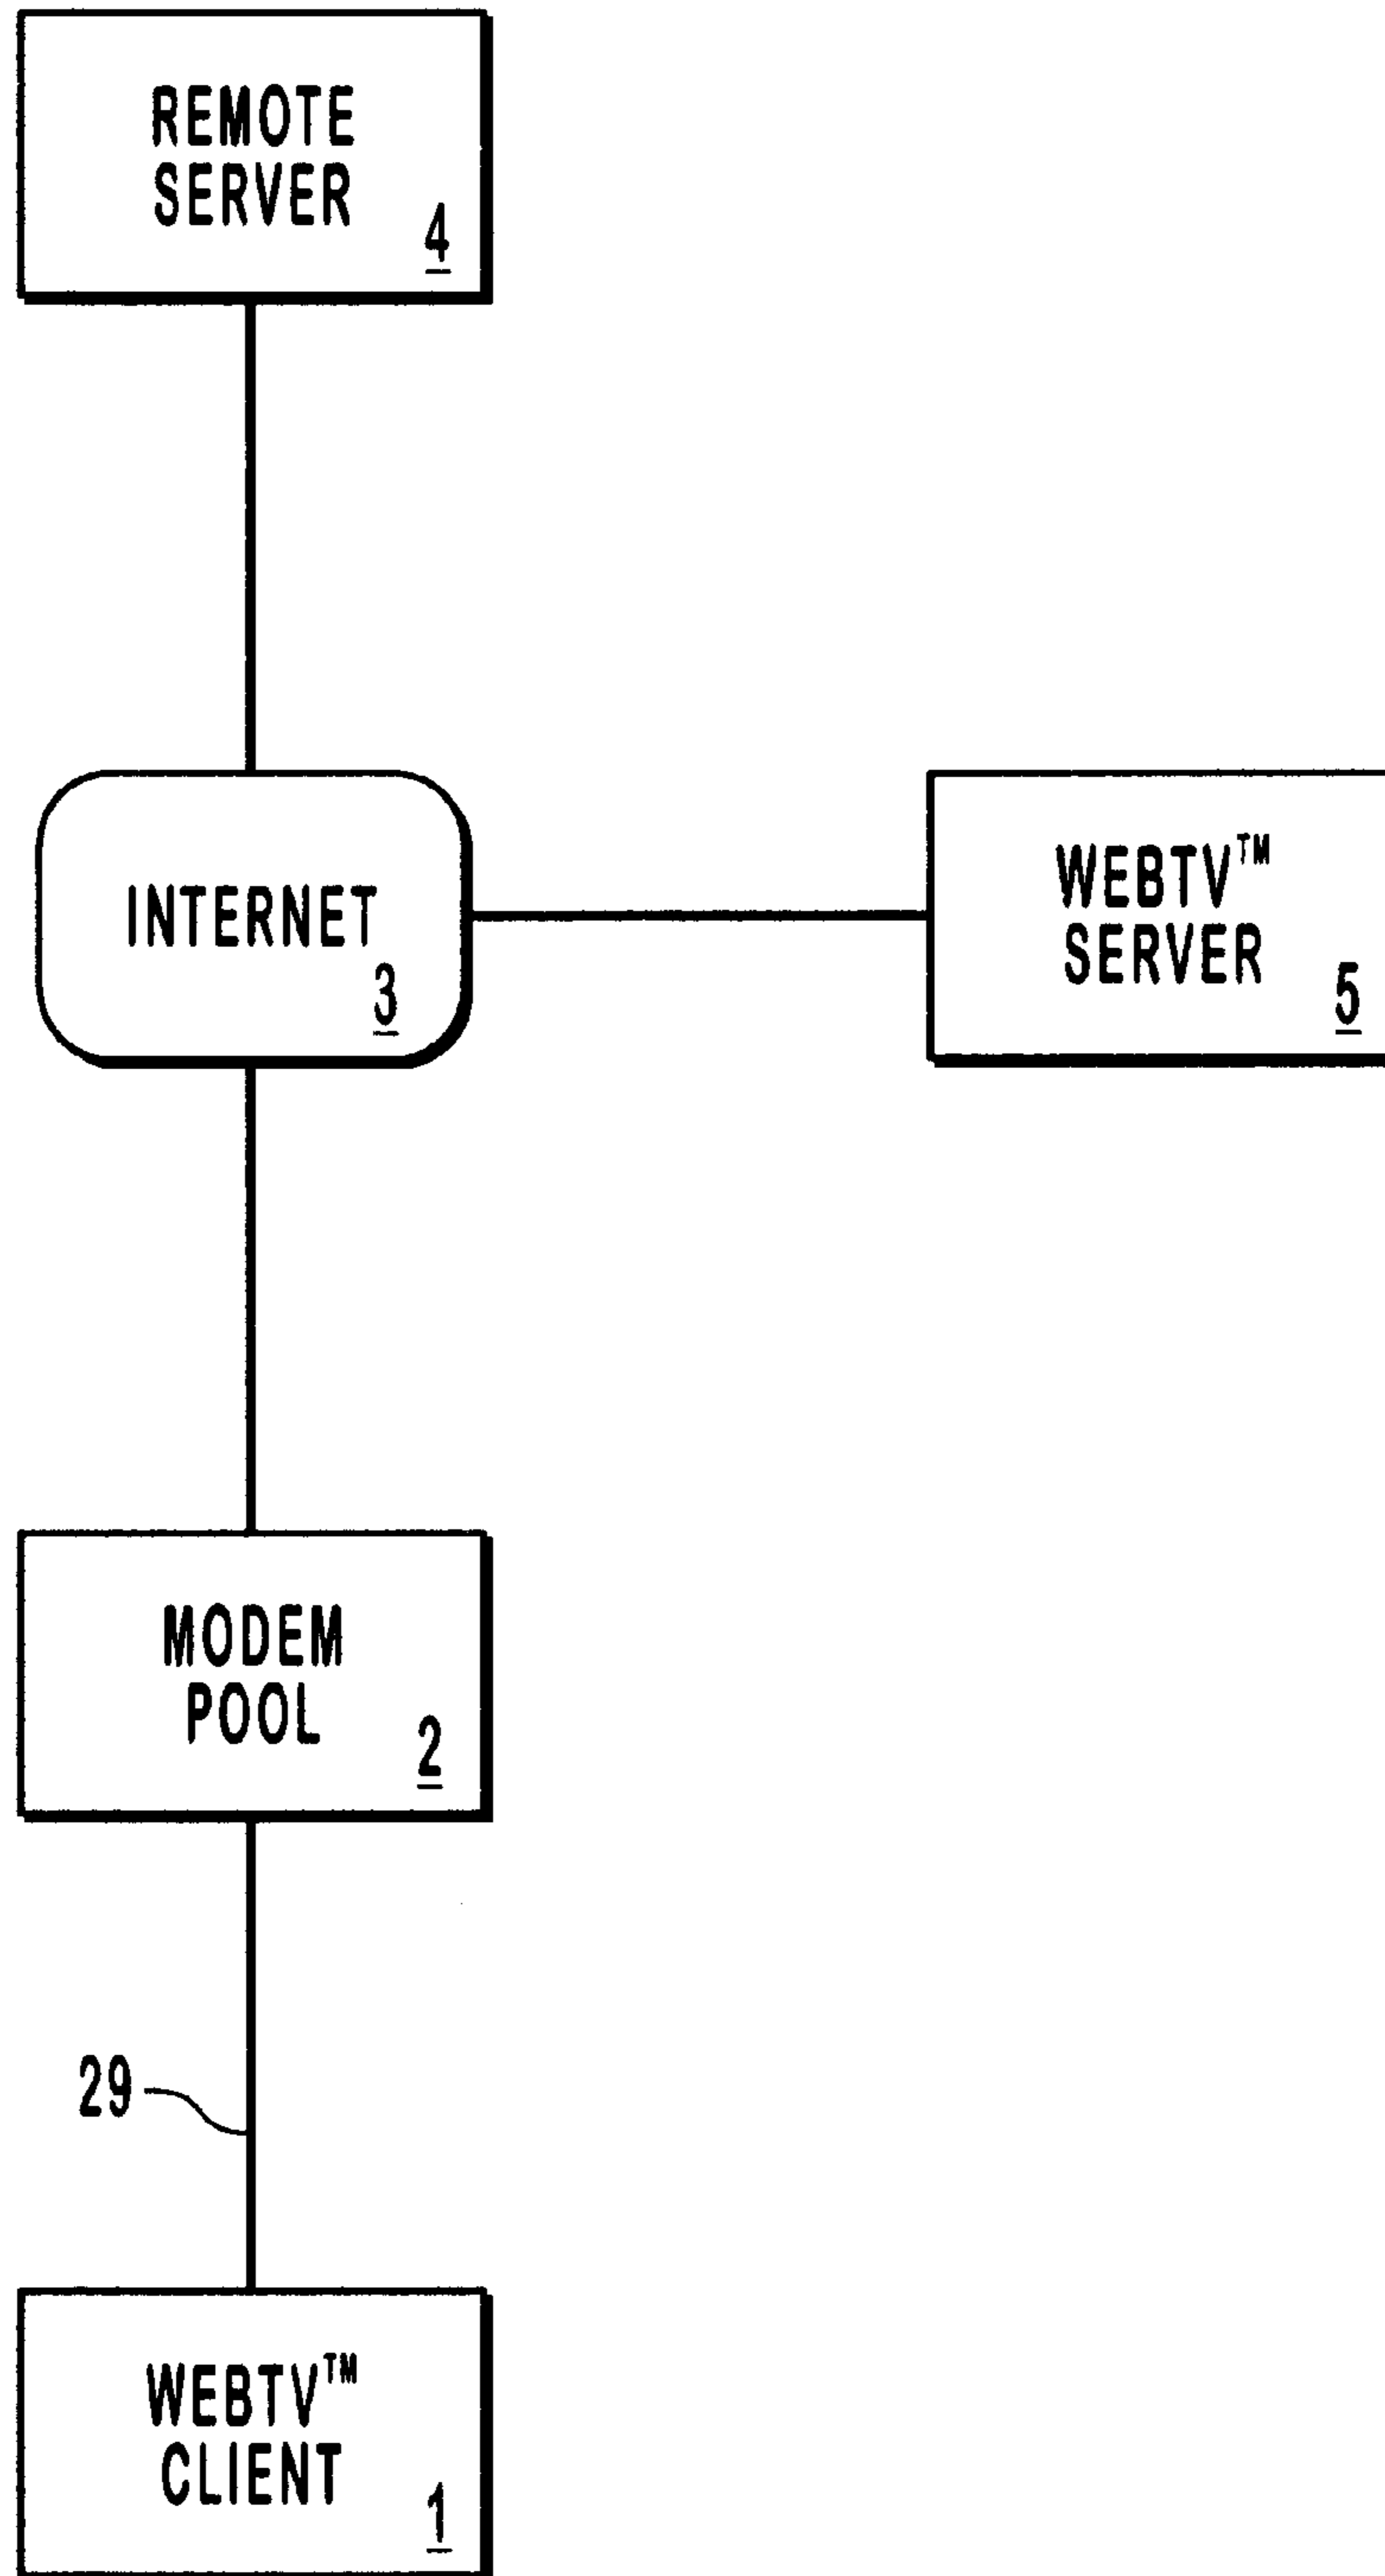 REMOTE
SERVER
4
INTERNET
3
WEBTV™
SERVER
5
MODEM
POOL
2
29
WEBTV™
CLIENT
1